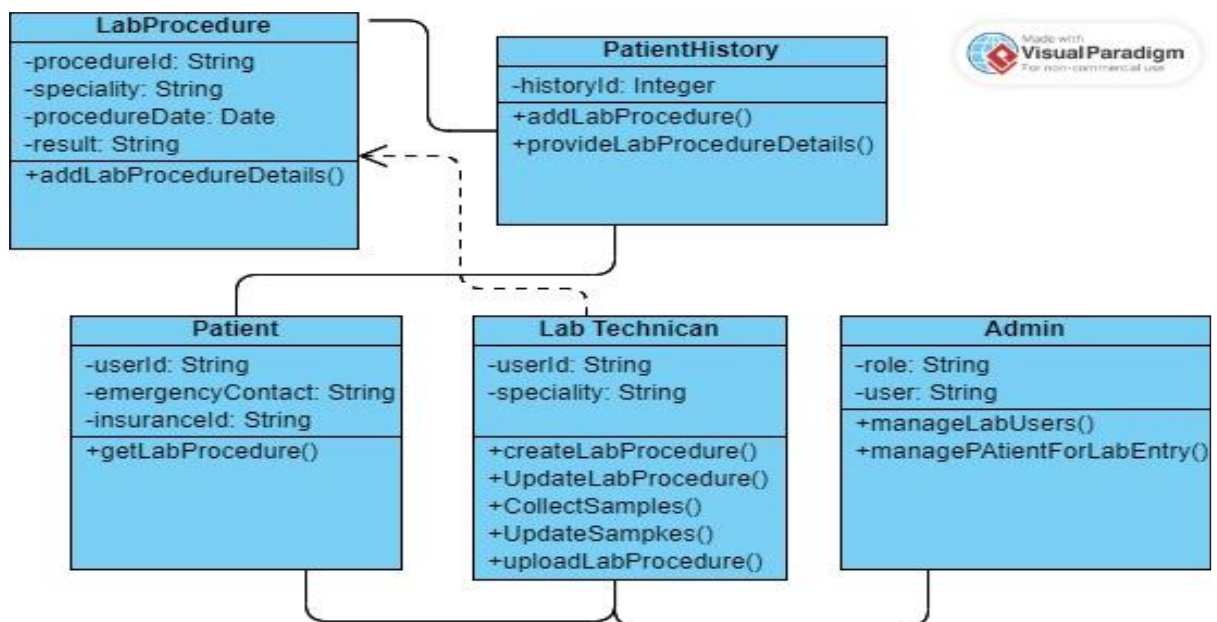 LabProcedure
-procedureId: String
-speciality: String
-procedureDate: Date
-result: String
+addLabProcedureDetails()
PatientHistory
-historyId: Integer
+addLabProcedure()
+provideLabProcedureDetails()
Made with
Visual Paradigm
For non-commercial use
Patient
-userId: String
-emergencyContact: String
-insuranceId: String
+getLabProcedure()
Lab Technican
-userId: String
-speciality: String
+createLabProcedure()
+UpdateLabProcedure()
+CollectSamples()
+UpdateSampkes()
+uploadLabProcedure()
Admin
-role: String
-user: String
+manageLabUsers()
+managePAtientForLabEntry()